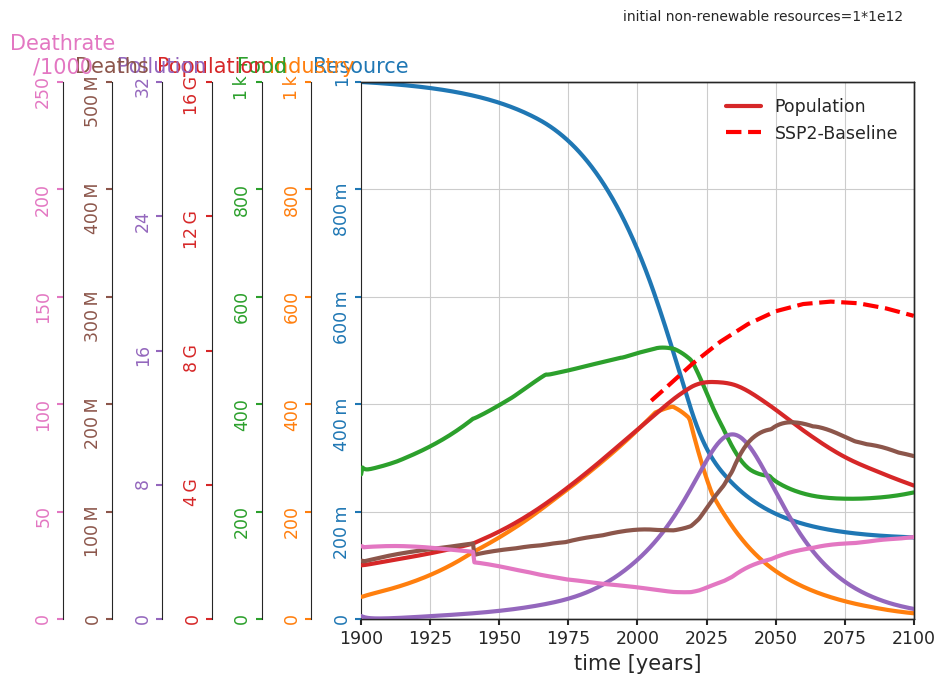 initial non-renewable resources=1*1e12
Deathrate
/1000 Deaths Pollution Population Food Industry Resource
250 500 M 32 16 G 1 k 1 k 1
200 400 M 24 12 G 800 800 800 m
150 300 M 16 8 G 600 600 600 m
100 200 M 8 4 G 400 400 400 m
50 100 M 200 200 200 m
0 0 0 0 0 0 0
Population
SSP2-Baseline
1900 1925 1950 1975 2000 2025 2050 2075 2100
time [years]